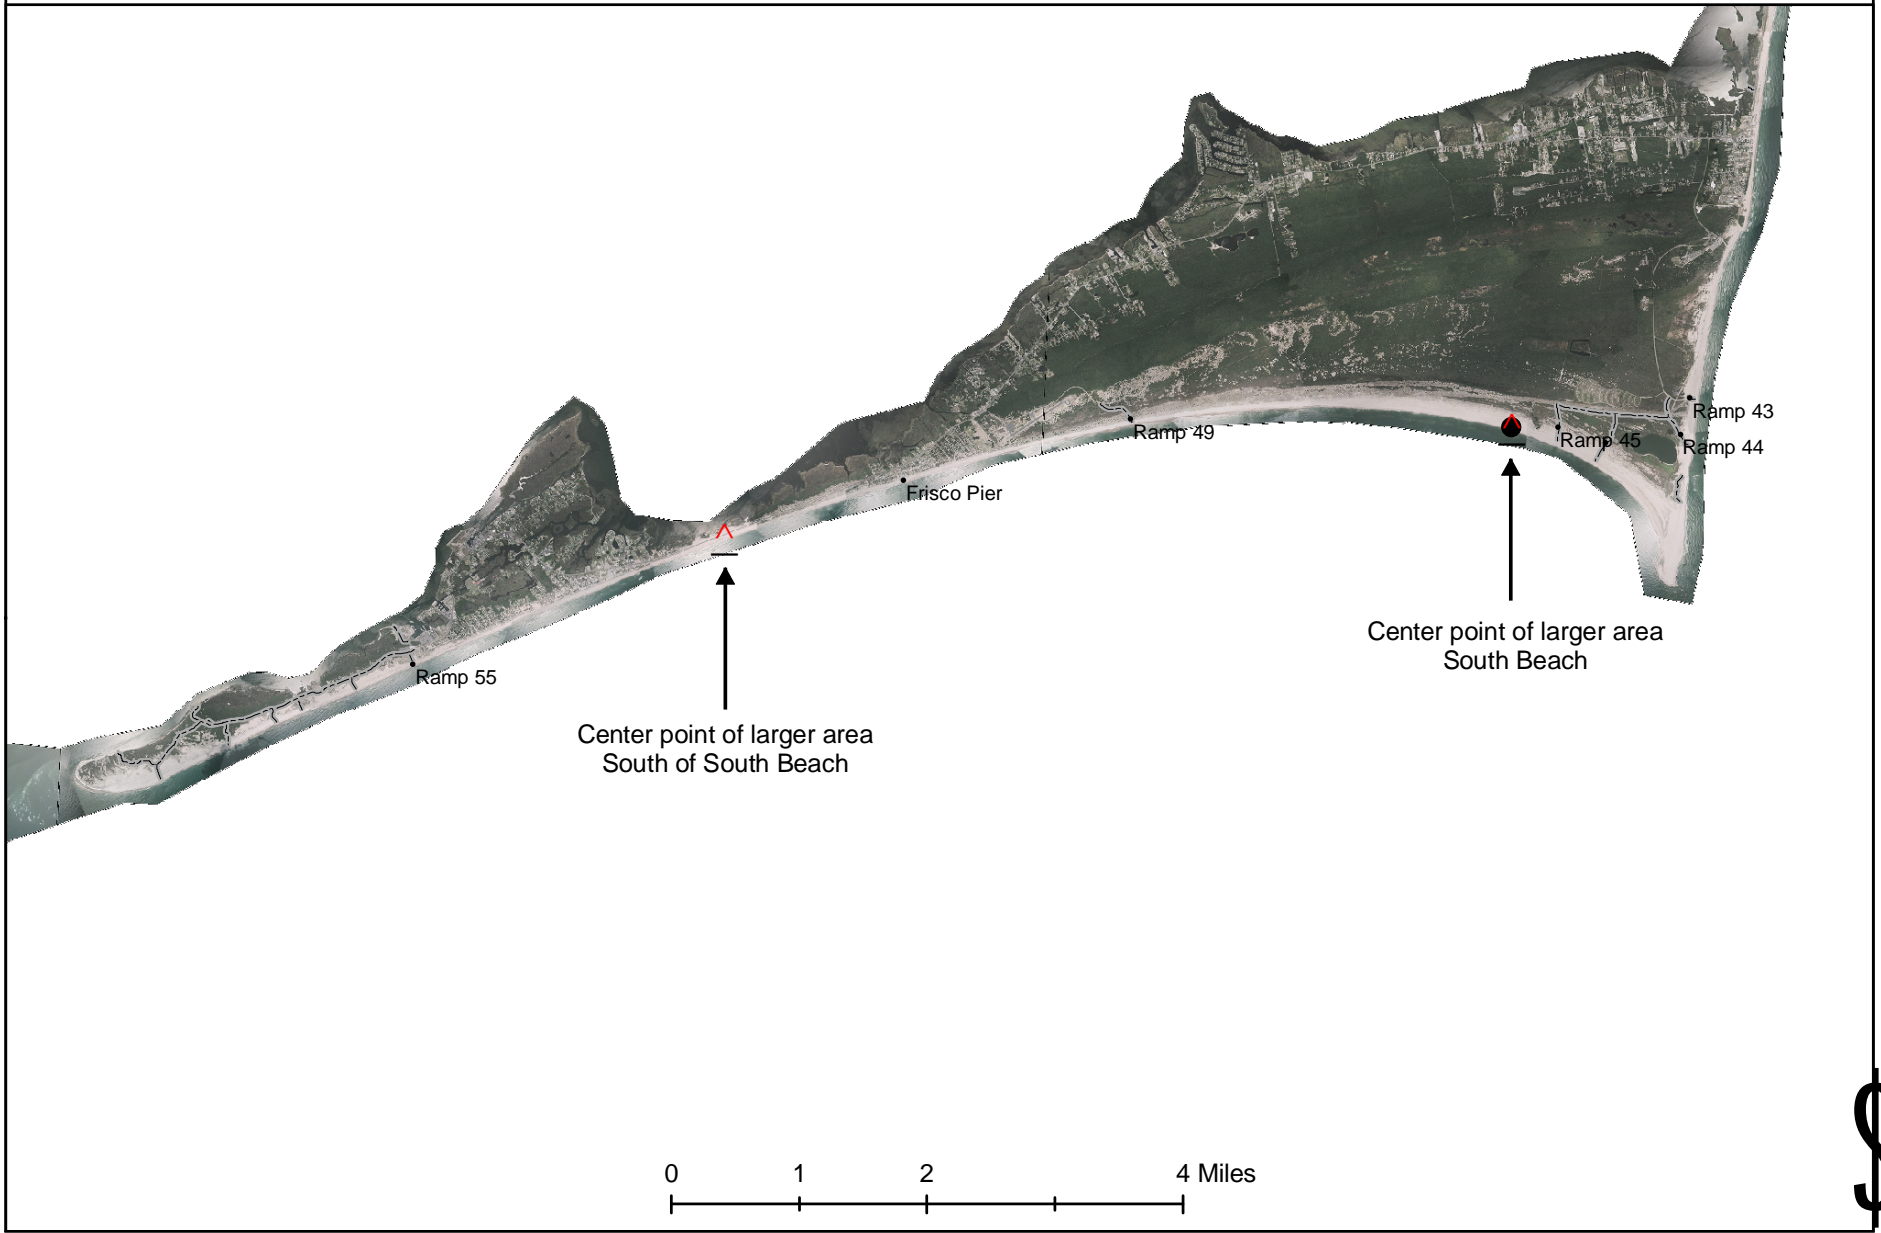 Ramp 43
Ramp 49
Ramp 45
Ramp 44
Frisco Pier
Center point of larger area
South Beach
Ramp 55
Center point of larger area
South of South Beach
0 1 2 4 Miles